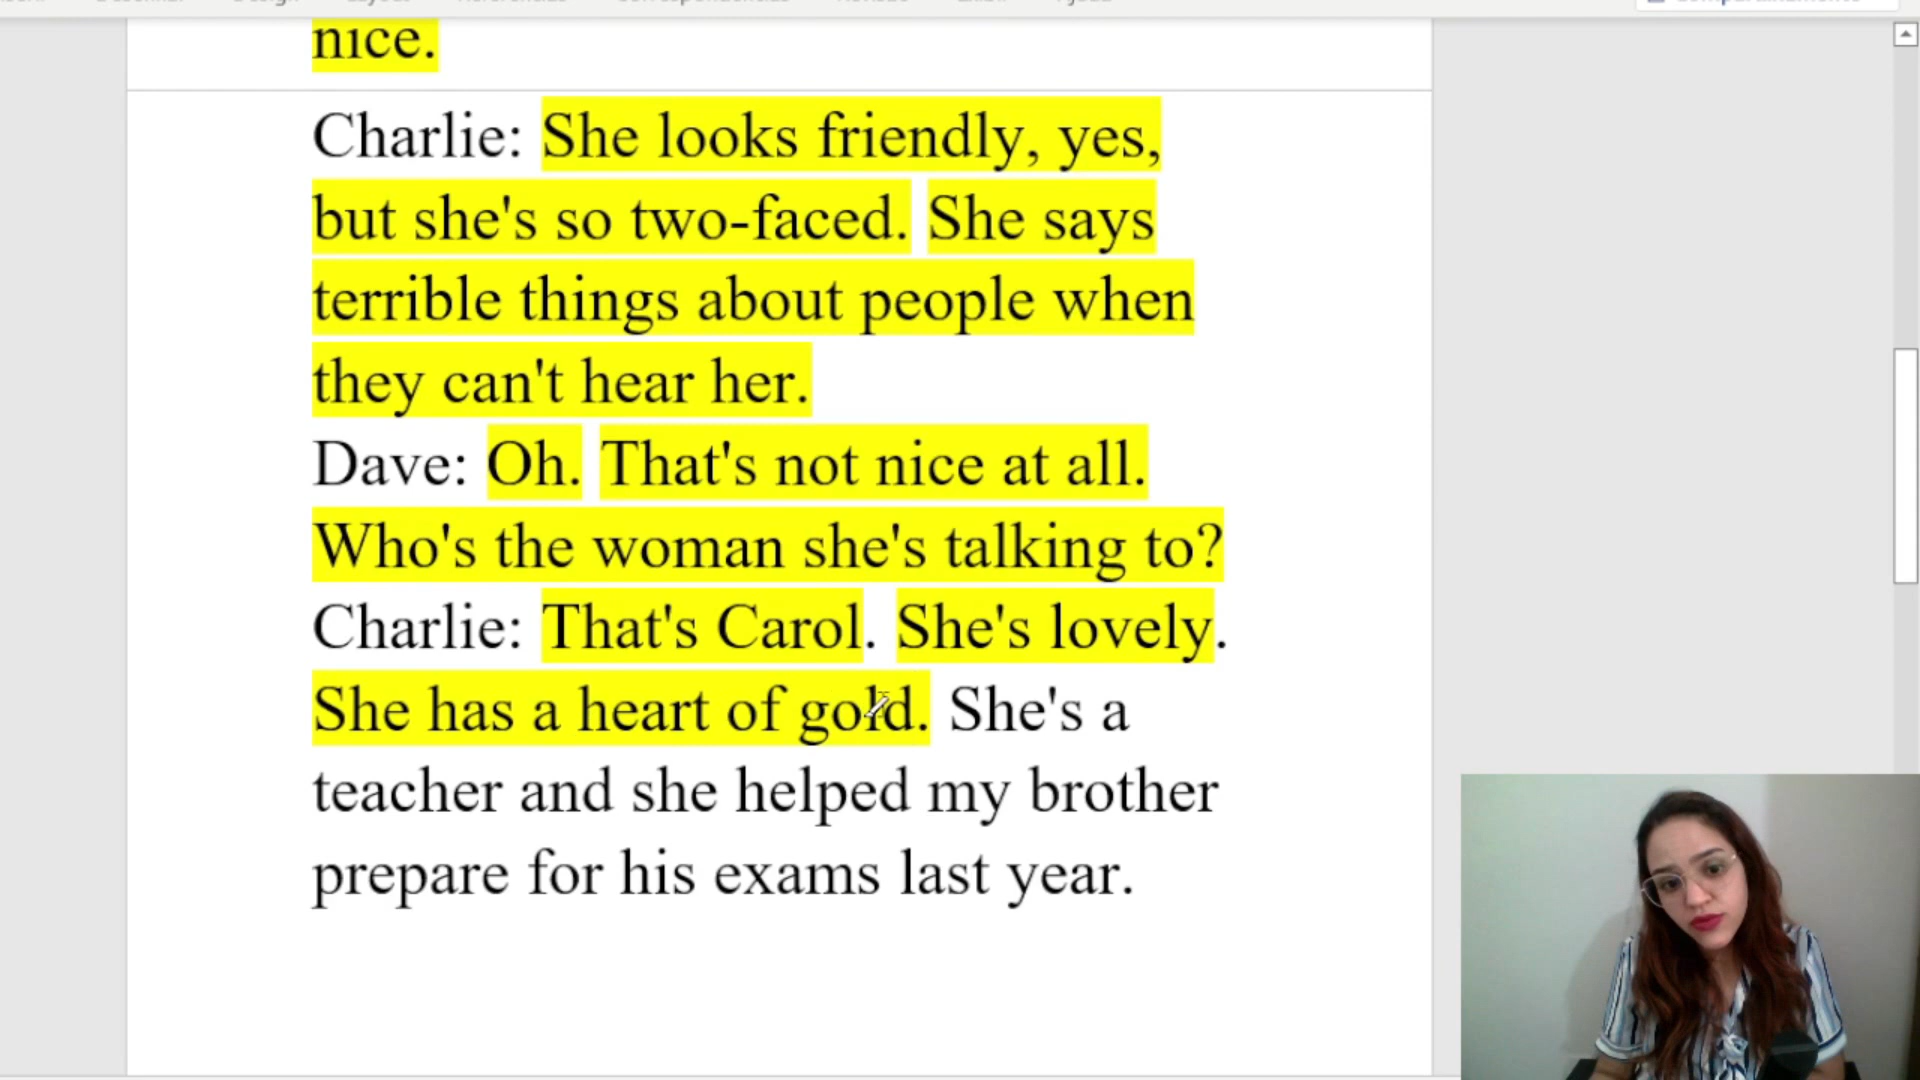 nice.
Charlie: She looks friendly, yes,
but she's so two-faced. She says
terrible things about people when
they can't hear her.
Dave: Oh. That's not nice at all.
Who's the woman she's talking to?
Charlie: That's Carol. She's lovely.
She has a heart of gold. She's a
teacher and she helped my brother
prepare for his exams last year.